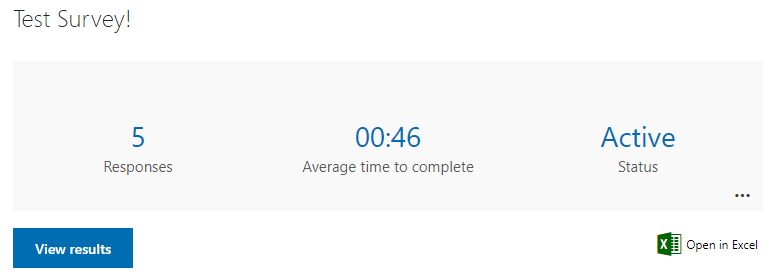 Test Survey!
5
Responses
00:46
Average time to complete
Active
Status
...
View results
Open in Excel